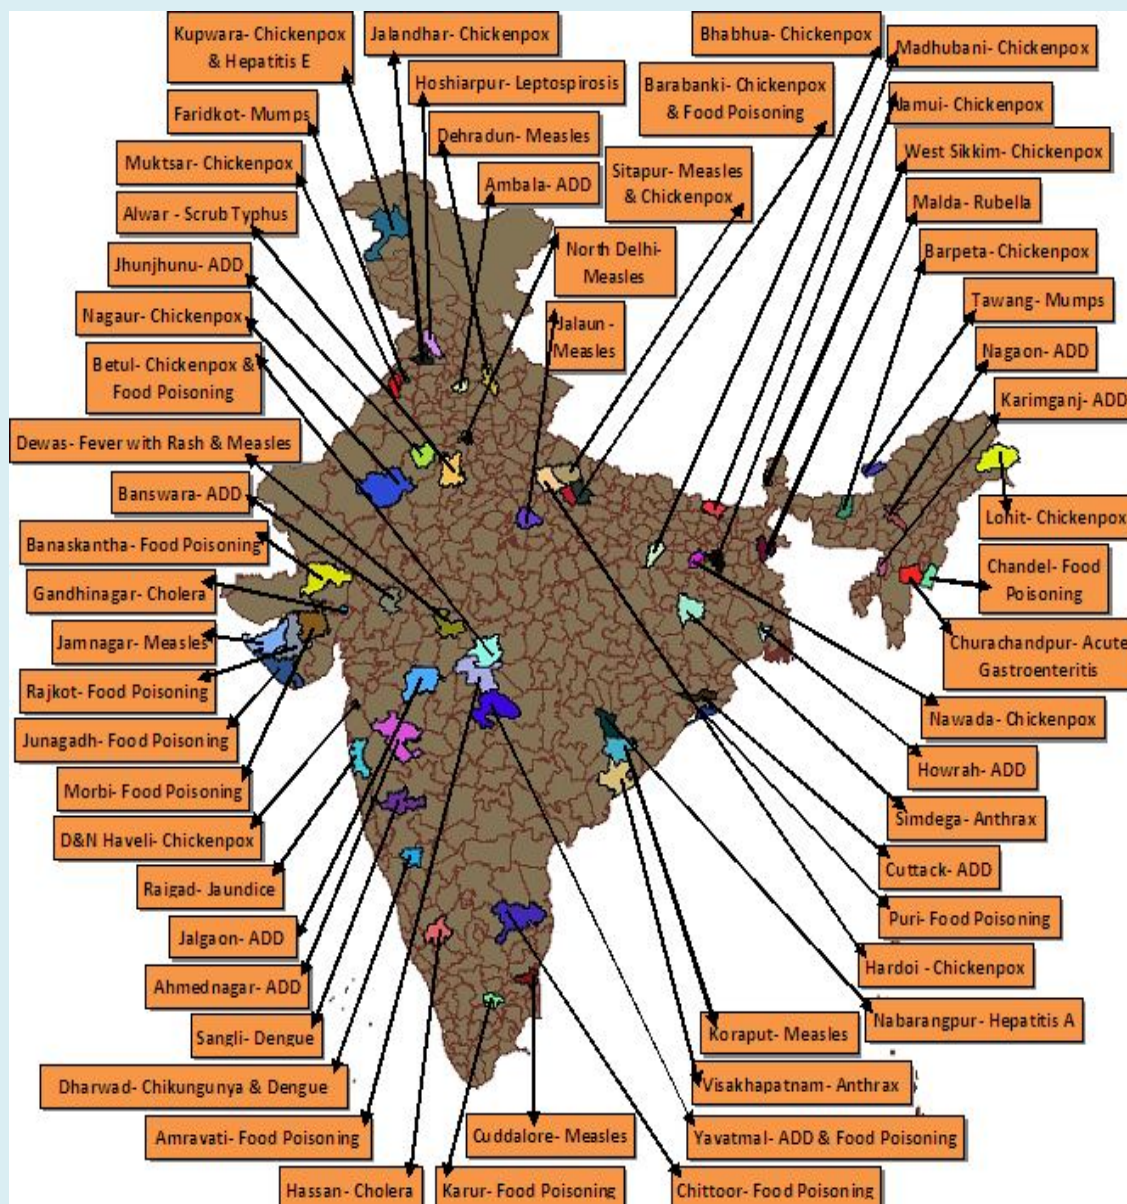 Kupwara- Chickenpox
& Hepatitis E
Jalandhar- Chickenpox
Bhabhua- Chickenpox
Madhubani- Chickenpox
Hoshiarpur- Leptospirosis
Barabanki- Chickenpox
& Food Poisoning
Jamui- Chickenpox
Faridkot- Mumps
Dehradun- Measles
West Sikkim- Chickenpox
Muktsar- Chickenpox
Ambala- ADD
Sitapur- Measles
& Chickenpox
Malda- Rubella
Alwar - Scrub Typhus
North Delhi-
Measles
Barpeta- Chickenpox
Jhunjhunu- ADD
Tawang- Mumps
Nagaur- Chickenpox
Jalaun -
Measles
Nagaon- ADD
Betul- Chickenpox &
Food Poisoning
Karimganj- ADD
Dewas- Fever with Rash & Measles
Banswara- ADD
Lohit- Chickenpox
Banaskantha- Food Poisoning
Chandel- Food
Poisoning
Gandhinagar- Cholera
Jamnagar- Measles
Churachandpur- Acute
Gastroenteritis
Rajkot- Food Poisoning
Nawada- Chickenpox
Junagadh- Food Poisoning
Howrah- ADD
Morbi- Food Poisoning
Simdega- Anthrax
D&N Haveli- Chickenpox
Cuttack- ADD
Raigad- Jaundice
Puri- Food Poisoning
Jalgaon- ADD
Hardoi - Chickenpox
Ahmednagar- ADD
Nabarangpur- Hepatitis A
Sangli- Dengue
Koraput- Measles
Dharwad- Chikungunya & Dengue
Visakhapatnam- Anthrax
Amravati- Food Poisoning
Cuddalore- Measles
Yavatmal- ADD & Food Poisoning
Hassan- Cholera
Karur- Food Poisoning
Chittoor- Food Poisoning